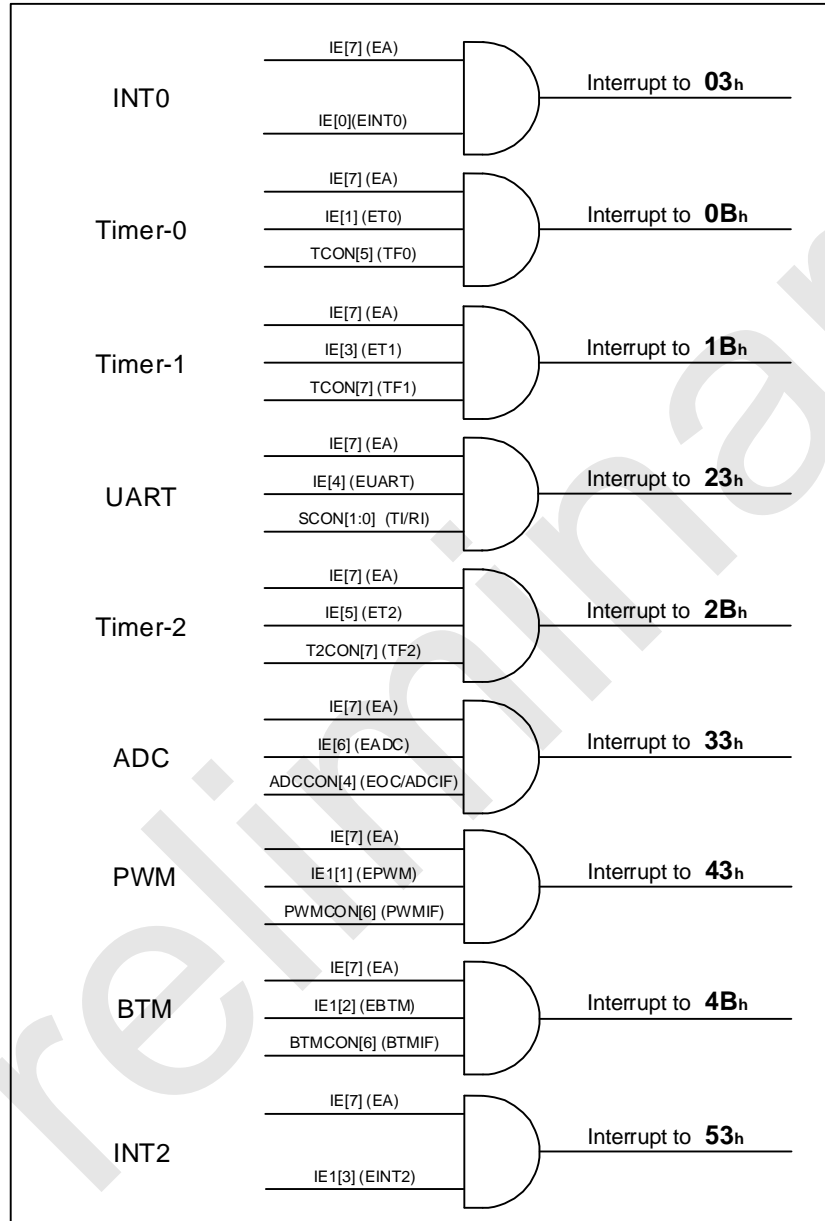 IE[7] (EA)
INT0
Interrupt to 03h
IE[0](EINT0)
IE[7] (EA)
Timer-0
IE[1] (ET0)
Interrupt to 0Bh
TCON[5] (TF0)
IE[7] (EA)
Timer-1
IE[3] (ET1)
Interrupt to 1Bh
TCON[7] (TF1)
IE[7] (EA)
UART
IE[4] (EUART)
Interrupt to 23h
SCON[1:0] (TI/RI)
IE[7] (EA)
Timer-2
IE[5] (ET2)
Interrupt to 2Bh
T2CON[7] (TF2)
IE[7] (EA)
ADC
IE[6] (EADC)
Interrupt to 33h
ADCCON[4] (EOC/ADCIF)
IE[7] (EA)
PWM
IE1[1] (EPWM)
Interrupt to 43h
PWMCON[6] (PWMIF)
IE[7] (EA)
BTM
IE1[2] (EBTM)
Interrupt to 4Bh
BTMCON[6] (BTMIF)
IE[7] (EA)
INT2
Interrupt to 53h
IE1[3] (EINT2)
relimina